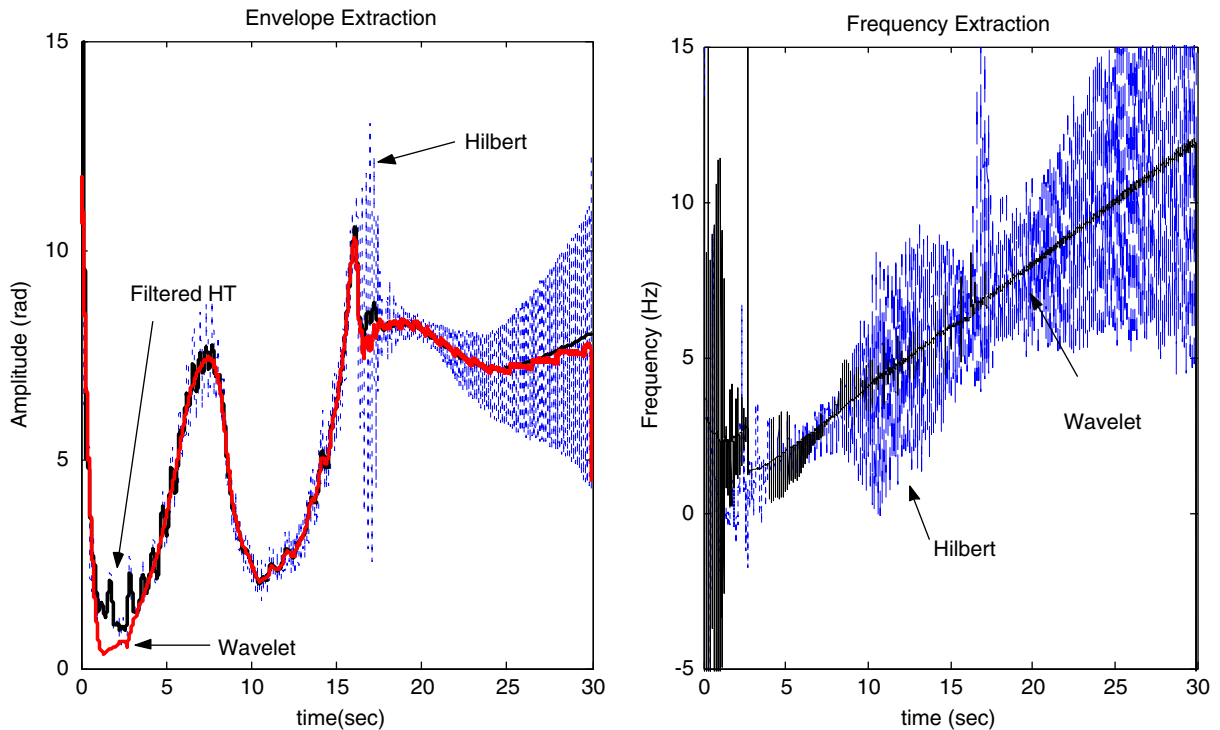 Envelope Extraction
15
10
5
0
Amplitude (rad)
0 5 10 15 20 25 30
time(sec)
Hilbert
Filtered HT
Wavelet
Frequency Extraction
15
10
5
0
-5
Frequency (Hz)
0 5 10 15 20 25 30
time (sec)
Wavelet
Hilbert